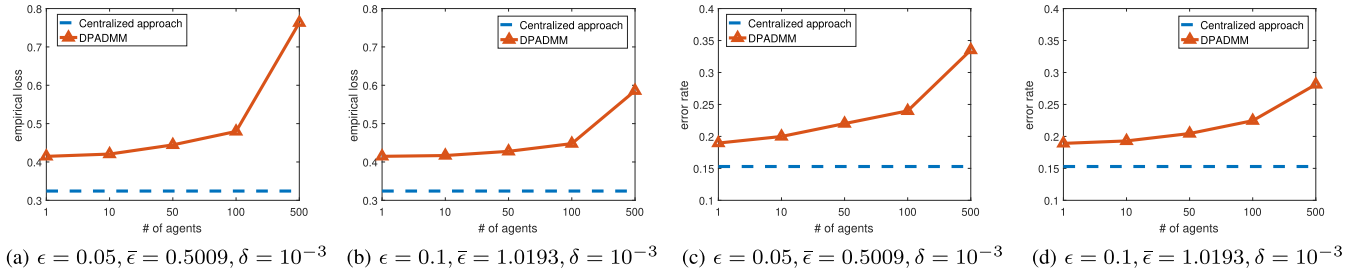 0.8
0.7
0.6
0.5
0.4
0.3
empirical loss
1 10 50 100 500
# of agents
Centralized approach
DPADMM
(a) ϵ = 0.05, ϵ̄ = 0.5009, δ = 10⁻³
0.8
0.7
0.6
0.5
0.4
0.3
empirical loss
1 10 50 100 500
# of agents
Centralized approach
DPADMM
(b) ϵ = 0.1, ϵ̄ = 1.0193, δ = 10⁻³
0.4
0.35
0.3
0.25
0.2
0.15
0.1
error rate
1 10 50 100 500
# of agents
Centralized approach
DPADMM
(c) ϵ = 0.05, ϵ̄ = 0.5009, δ = 10⁻³
0.4
0.35
0.3
0.25
0.2
0.15
0.1
error rate
1 10 50 100 500
# of agents
Centralized approach
DPADMM
(d) ϵ = 0.1, ϵ̄ = 1.0193, δ = 10⁻³